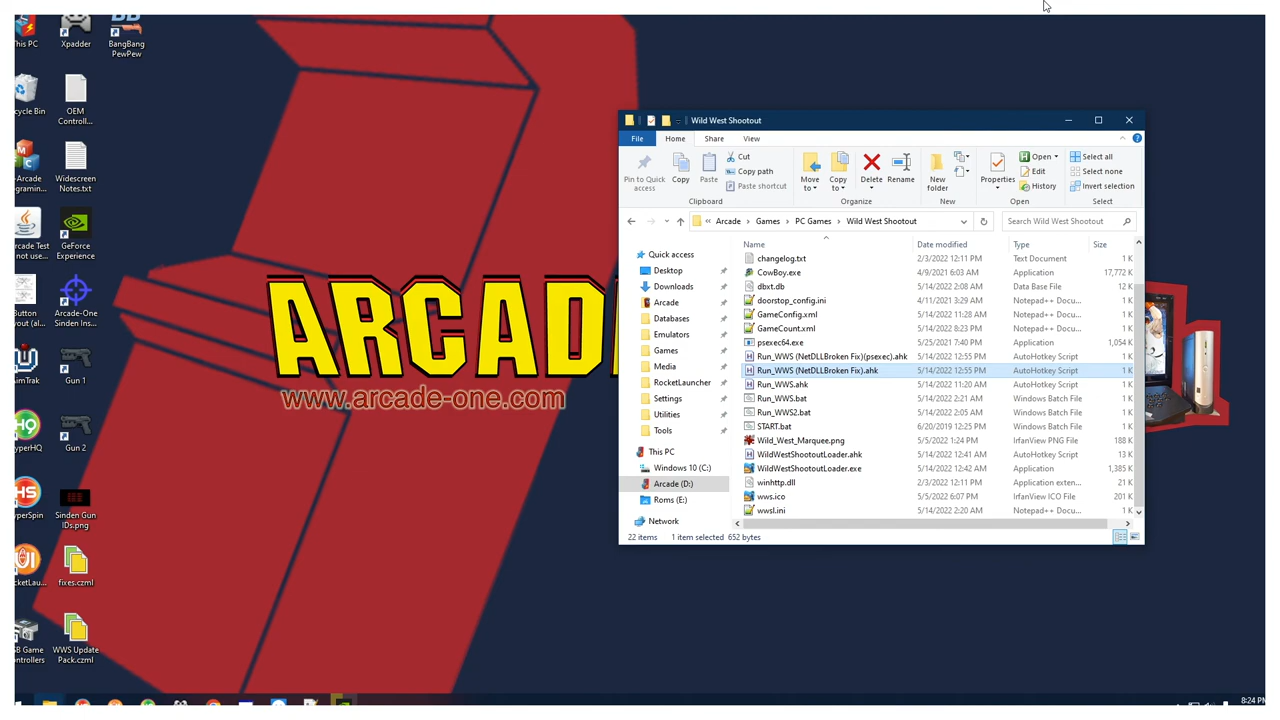 This PC
Xpadder
BangBang
PewPew
cycle Bin
OEM
Controll...
Widescreen
Notes.txt
GeForce
Experience
Arcade-One
Sinden Ins...
Gun 1
Gun 2
Sinden Gun
IDs.png
fixes.czml
WWS Update
Pack.czml
ARCAD
www.arcade-one.com
Wild West Shootout
File Home Share View
Pin to Quick
access
Copy
Paste
Cut
Copy path
Paste shortcut
Clipboard
Move
to
Copy
to
Delete
Rename
Organize
New
folder
New
Properties
Open
Edit
History
Open
Select all
Select none
Invert selection
Select
« Arcade › Games › PC Games › Wild West Shootout
Search Wild West Shootout
Quick access
Desktop
Downloads
Arcade
Databases
Emulators
Games
Media
RocketLauncher
Settings
Utilities
Tools
This PC
Windows 10 (C:)
Arcade (D:)
Roms (E:)
Network
Name Date modified Type Size
changelog.txt 2/3/2022 12:11 PM Text Document 1 K
CowBoy.exe 4/9/2021 6:03 AM Application 17,772 K
dbxt.db 5/14/2022 2:08 AM Data Base File 12 K
doorstop_config.ini 4/11/2021 3:29 AM Notepad++ Docu... 1 K
GameConfig.xml 5/14/2022 11:28 AM Notepad++ Docu... 1 K
GameCount.xml 5/14/2022 8:23 PM Notepad++ Docu... 1 K
psexec64.exe 5/25/2021 7:40 PM Application 1,054 K
Run_WWS (NetDLLBroken Fix)(psexec).ahk 5/14/2022 12:55 PM AutoHotkey Script 1 K
Run_WWS (NetDLLBroken Fix).ahk 5/14/2022 12:55 PM AutoHotkey Script 1 K
Run_WWS.ahk 5/14/2022 11:20 AM AutoHotkey Script 1 K
Run_WWS.bat 5/14/2022 2:21 AM Windows Batch File 1 K
Run_WWS2.bat 5/14/2022 2:05 AM Windows Batch File 1 K
START.bat 6/20/2019 12:25 PM Windows Batch File 1 K
Wild_West_Marquee.png 5/5/2022 1:24 PM IrfanView PNG File 188 K
WildWestShootoutLoader.ahk 5/14/2022 12:41 AM AutoHotkey Script 13 K
WildWestShootoutLoader.exe 5/14/2022 12:42 AM Application 1,385 K
winhttp.dll 2/3/2022 12:11 PM Application exten... 21 K
wws.ico 5/5/2022 6:07 PM IrfanView ICO File 201 K
wwsl.ini 5/14/2022 2:20 AM Notepad++ Docu... 1 K
22 items 1 item selected 652 bytes
8:24 PM